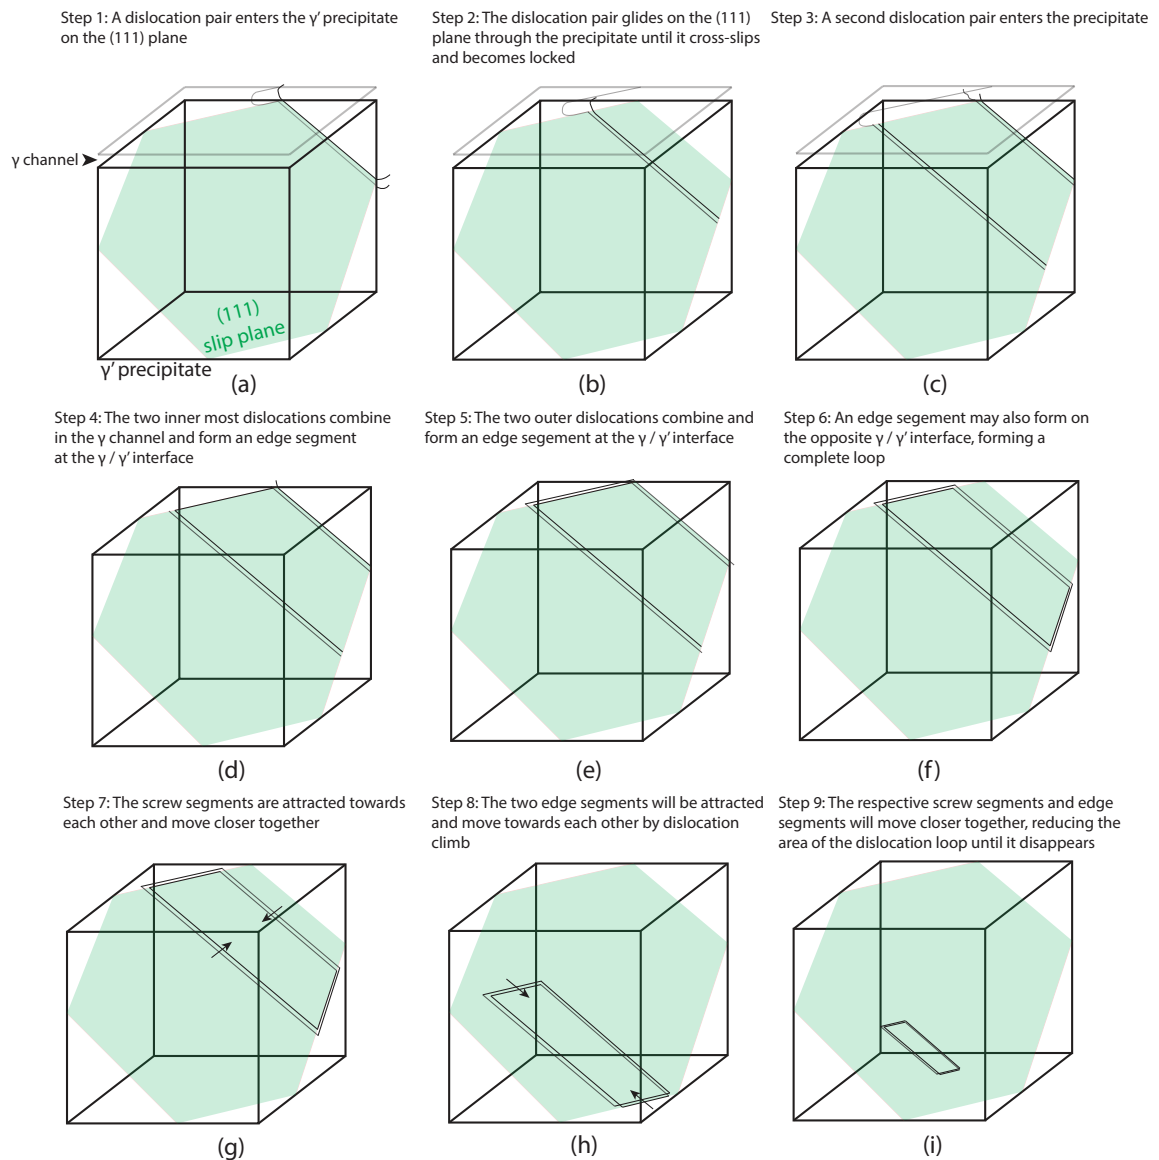 Step 1: A dislocation pair enters the γ’ precipitate
on the (111) plane
Step 2: The dislocation pair glides on the (111)
plane through the precipitate until it cross-slips
and becomes locked
Step 3: A second dislocation pair enters the precipitate
γ channel
(111)
slip plane
γ’ precipitate
(a)
(b)
(c)
Step 4: The two inner most dislocations combine
in the γ channel and form an edge segment
at the γ / γ’ interface
Step 5: The two outer dislocations combine and
form an edge segement at the γ / γ’ interface
Step 6: An edge segement may also form on
the opposite γ / γ’ interface, forming a
complete loop
(d)
(e)
(f)
Step 7: The screw segments are attracted towards
each other and move closer together
Step 8: The two edge segments will be attracted
and move towards each other by dislocation
climb
Step 9: The respective screw segments and edge
segments will move closer together, reducing the
area of the dislocation loop until it disappears
(g)
(h)
(i)